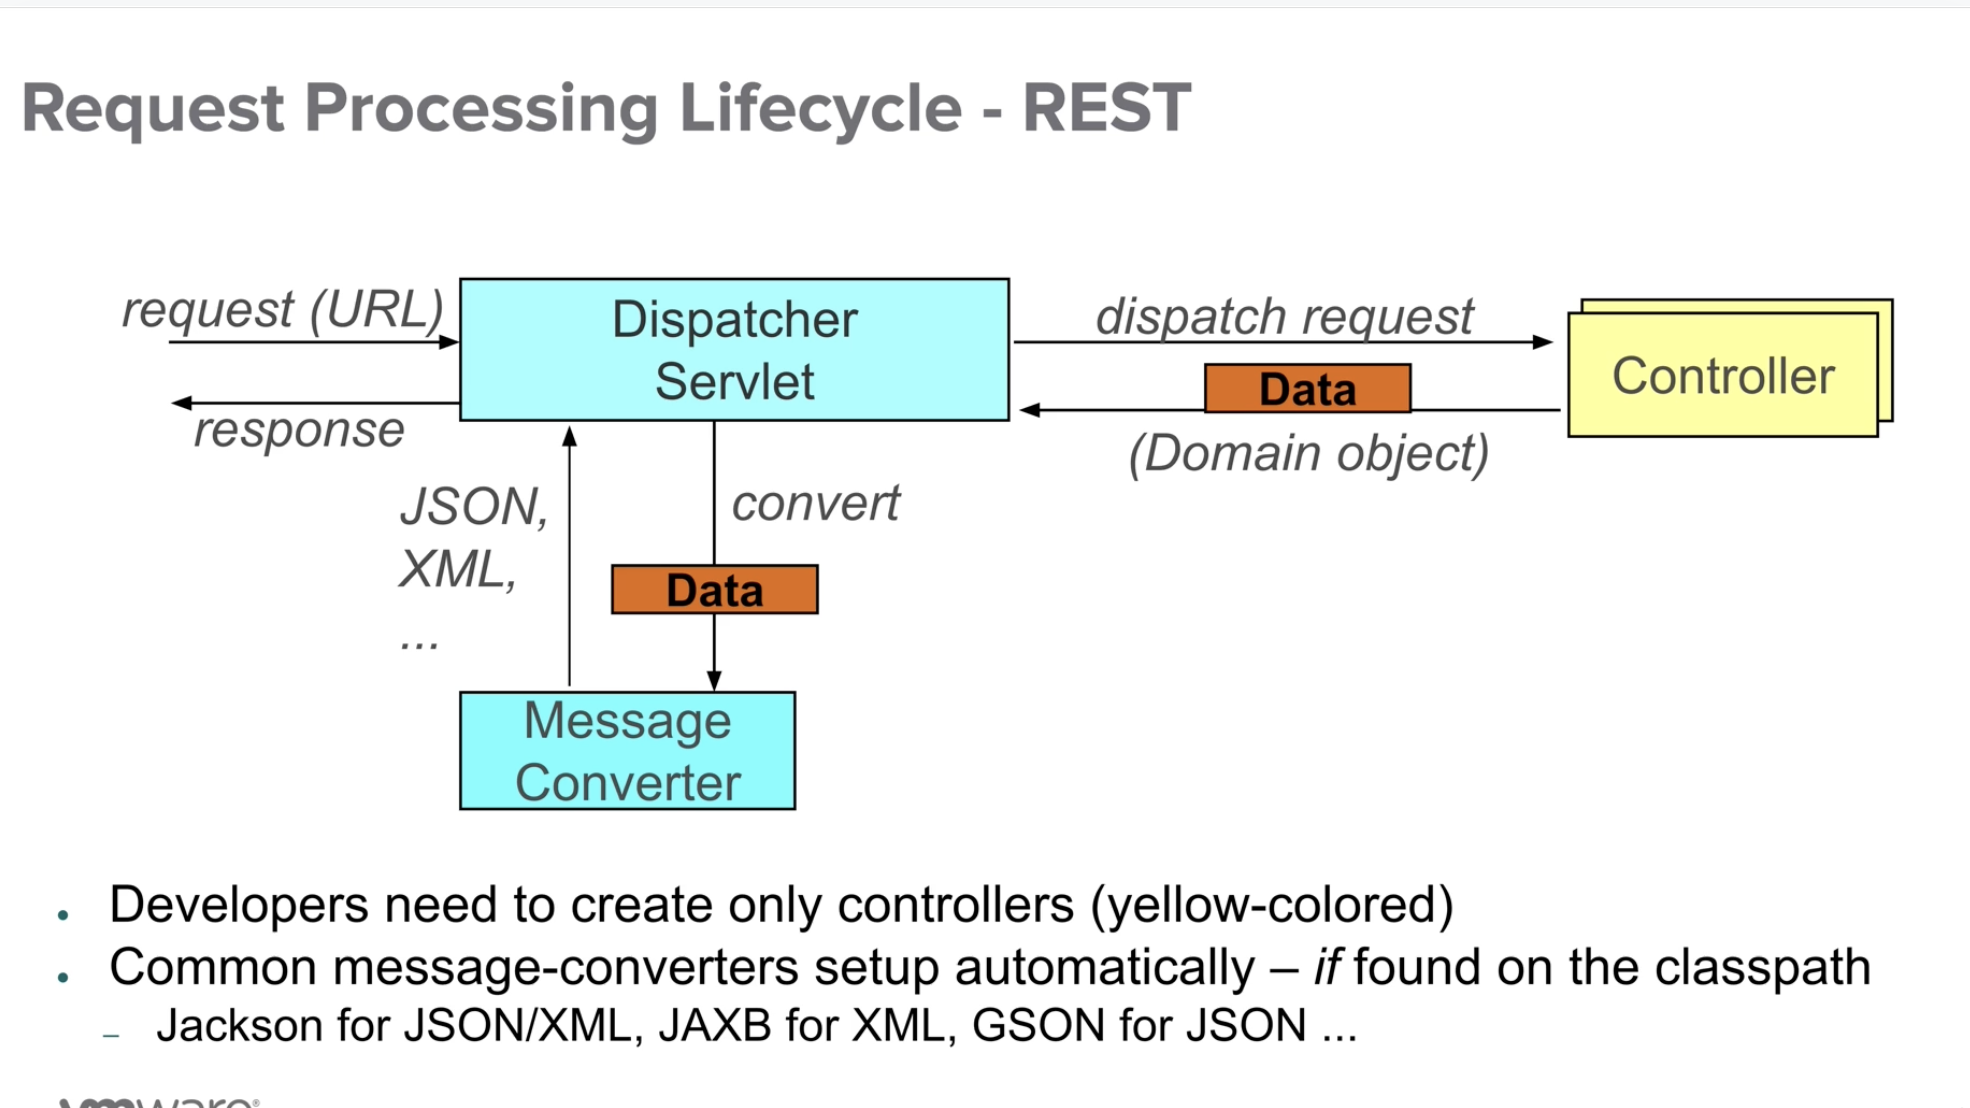 Request Processing Lifecycle - REST
request (URL)
Dispatcher
Servlet
dispatch request
Data
Controller
response
(Domain object)
JSON,
XML,
...
convert
Data
Message
Converter
• Developers need to create only controllers (yellow-colored)
• Common message-converters setup automatically – if found on the classpath
– Jackson for JSON/XML, JAXB for XML, GSON for JSON ...
vmware®